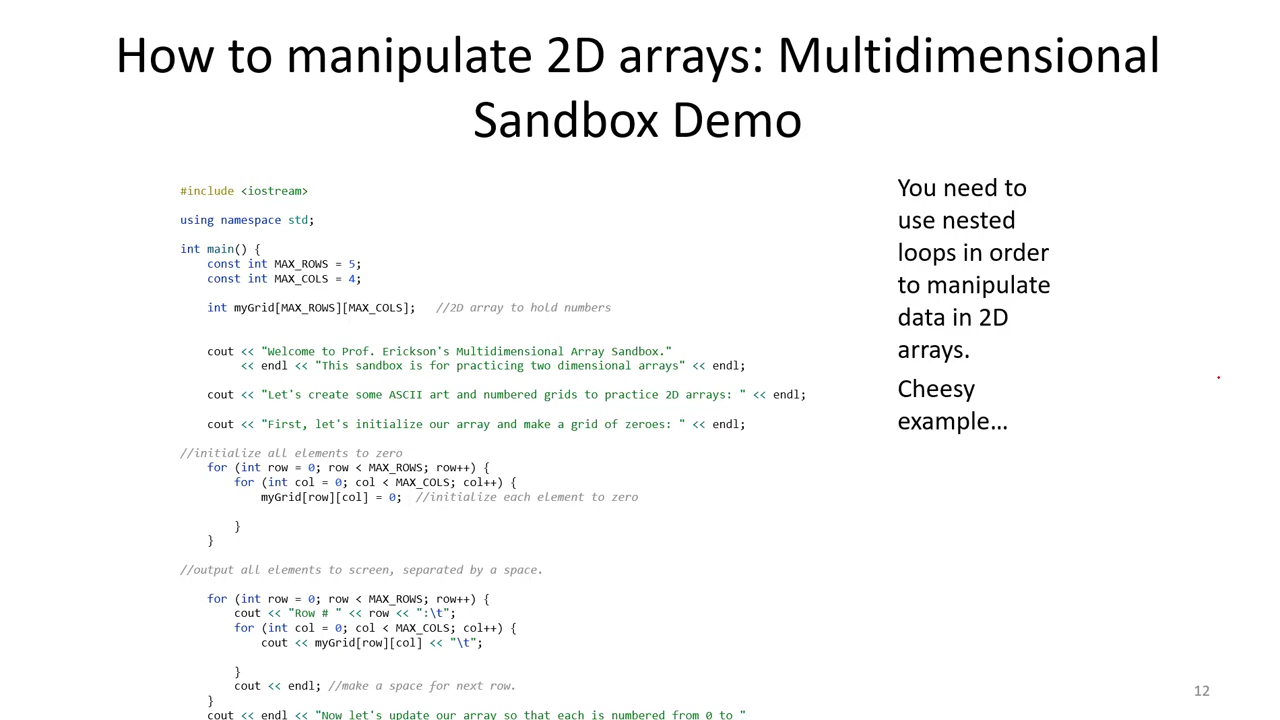 How to manipulate 2D arrays: Multidimensional
Sandbox Demo
#include <iostream>
using namespace std;
int main() {
const int MAX_ROWS = 5;
const int MAX_COLS = 4;
int myGrid[MAX_ROWS][MAX_COLS];   //2D array to hold numbers
cout << "Welcome to Prof. Erickson's Multidimensional Array Sandbox."
<< endl << "This sandbox is for practicing two dimensional arrays" << endl;
cout << "Let's create some ASCII art and numbered grids to practice 2D arrays: " << endl;
cout << "First, let's initialize our array and make a grid of zeroes: " << endl;
//initialize all elements to zero
for (int row = 0; row < MAX_ROWS; row++) {
for (int col = 0; col < MAX_COLS; col++) {
myGrid[row][col] = 0;  //initialize each element to zero
}
}
//output all elements to screen, separated by a space.
for (int row = 0; row < MAX_ROWS; row++) {
cout << "Row # " << row << ":\t";
for (int col = 0; col < MAX_COLS; col++) {
cout << myGrid[row][col] << "\t";
}
cout << endl; //make a space for next row.
}
cout << endl << "Now let's update our array so that each is numbered from 0 to "
You need to
use nested
loops in order
to manipulate
data in 2D
arrays.
Cheesy
example…
12